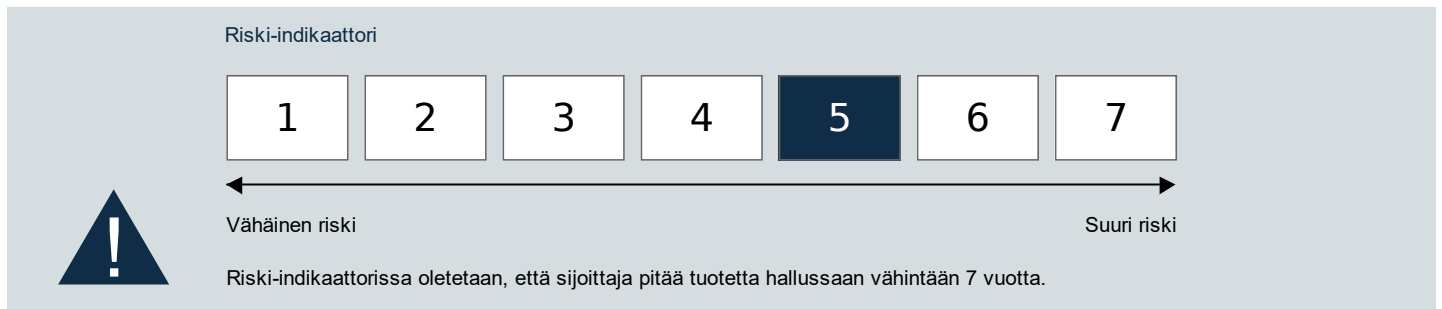 Riski-indikaattori
1 2 3 4 5 6 7
Vähäinen riski Suuri riski
!
Riski-indikaattorissa oletetaan, että sijoittaja pitää tuotetta hallussaan vähintään 7 vuotta.